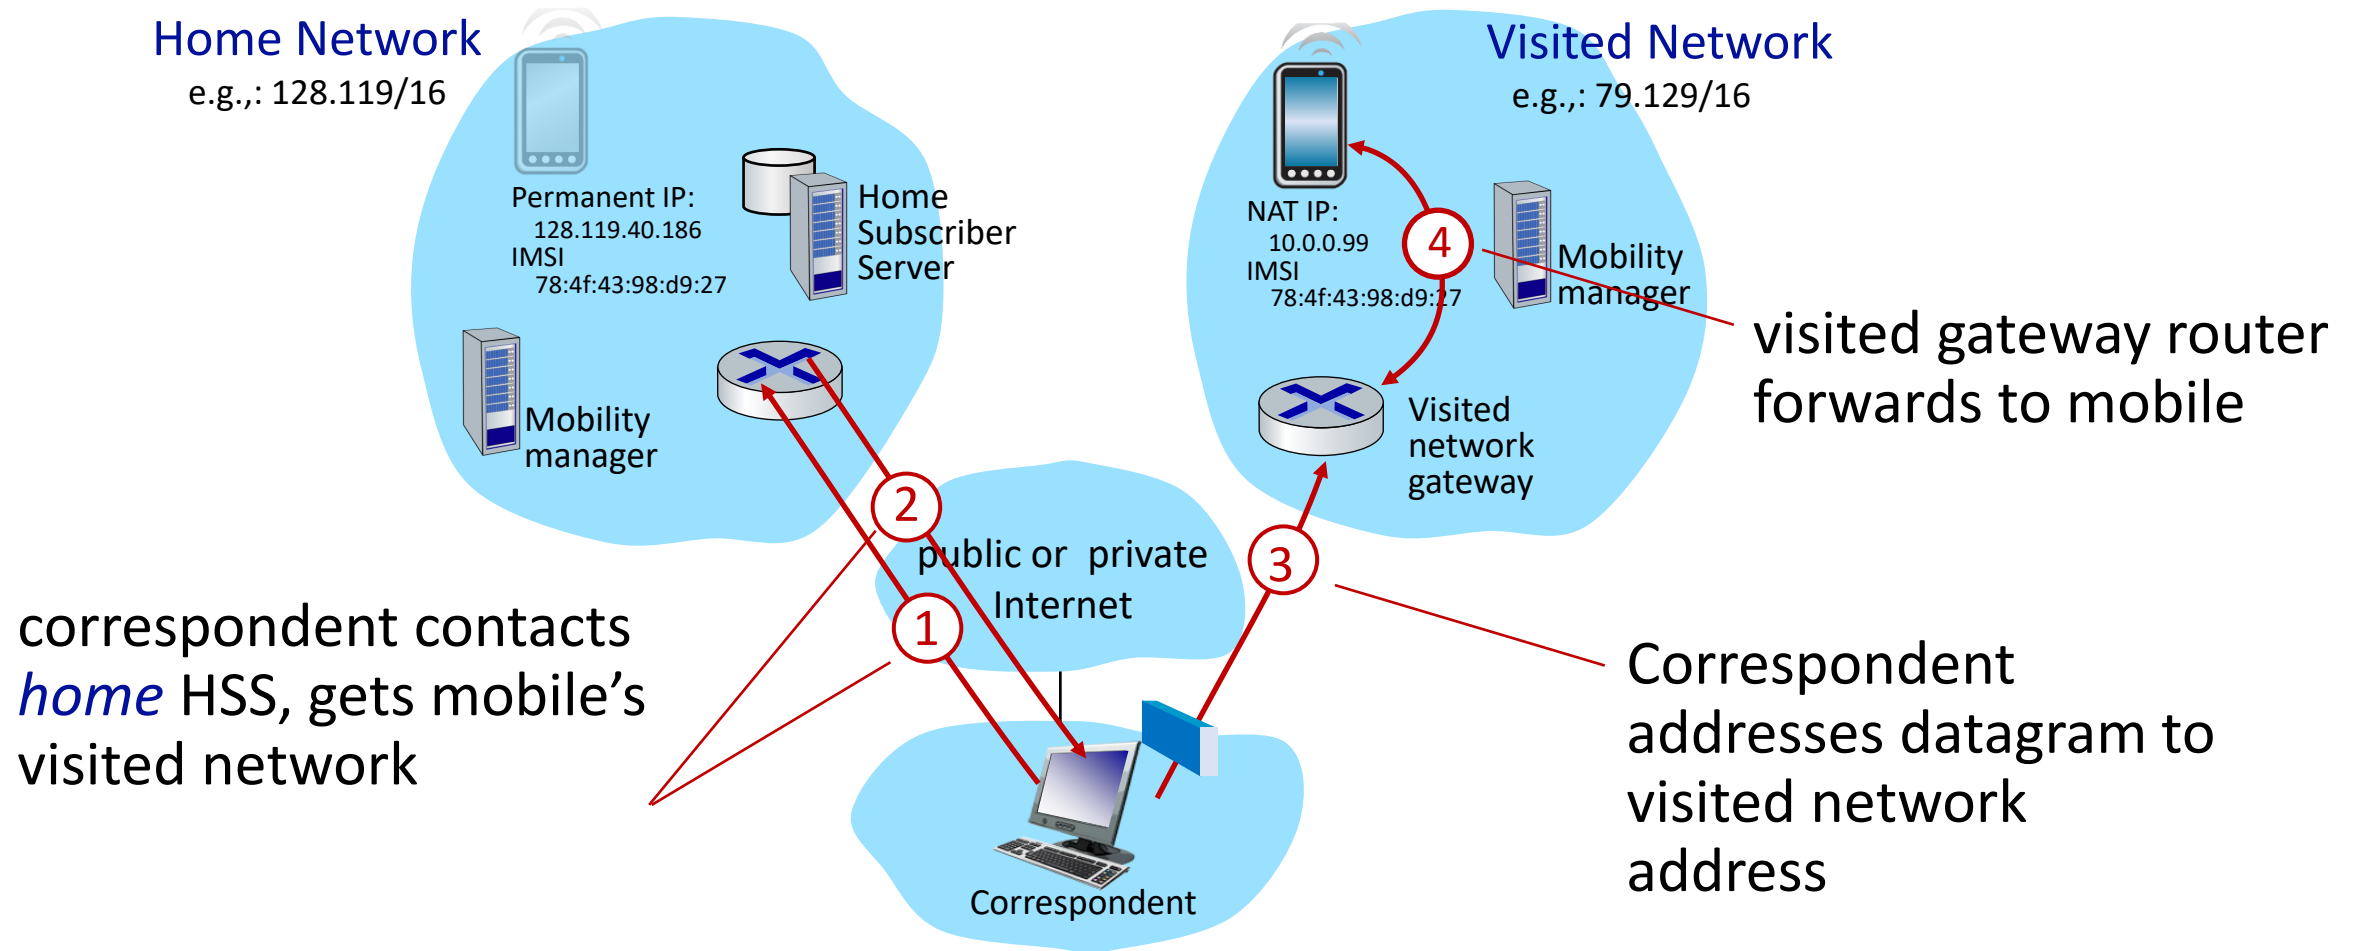 Home Network
e.g.,: 128.119/16
Permanent IP:
128.119.40.186
IMSI
78:4f:43:98:d9:27
Home
Subscriber
Server
Mobility
manager
Visited Network
e.g.,: 79.129/16
NAT IP:
10.0.0.99
IMSI
78:4f:43:98:d9:27
4
Mobility
manager
Visited
network
gateway
visited gateway router
forwards to mobile
2
public or  private
Internet
3
1
correspondent contacts
home HSS, gets mobile’s
visited network
Correspondent
addresses datagram to
visited network
address
Correspondent